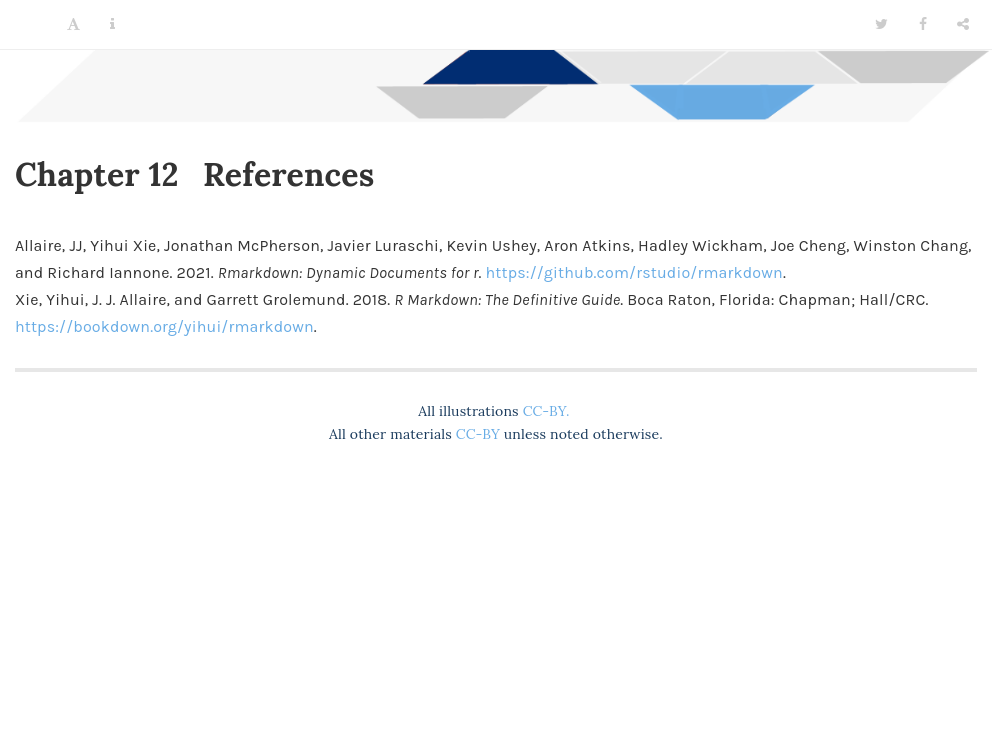 Chapter 12 References
Allaire, JJ, Yihui Xie, Jonathan McPherson, Javier Luraschi, Kevin Ushey, Aron Atkins, Hadley Wickham, Joe Cheng, Winston Chang,
and Richard Iannone. 2021. Rmarkdown: Dynamic Documents for r. https://github.com/rstudio/rmarkdown.
Xie, Yihui, J. J. Allaire, and Garrett Grolemund. 2018. R Markdown: The Definitive Guide. Boca Raton, Florida: Chapman; Hall/CRC.
https://bookdown.org/yihui/rmarkdown.
All illustrations CC-BY.
All other materials CC-BY unless noted otherwise.